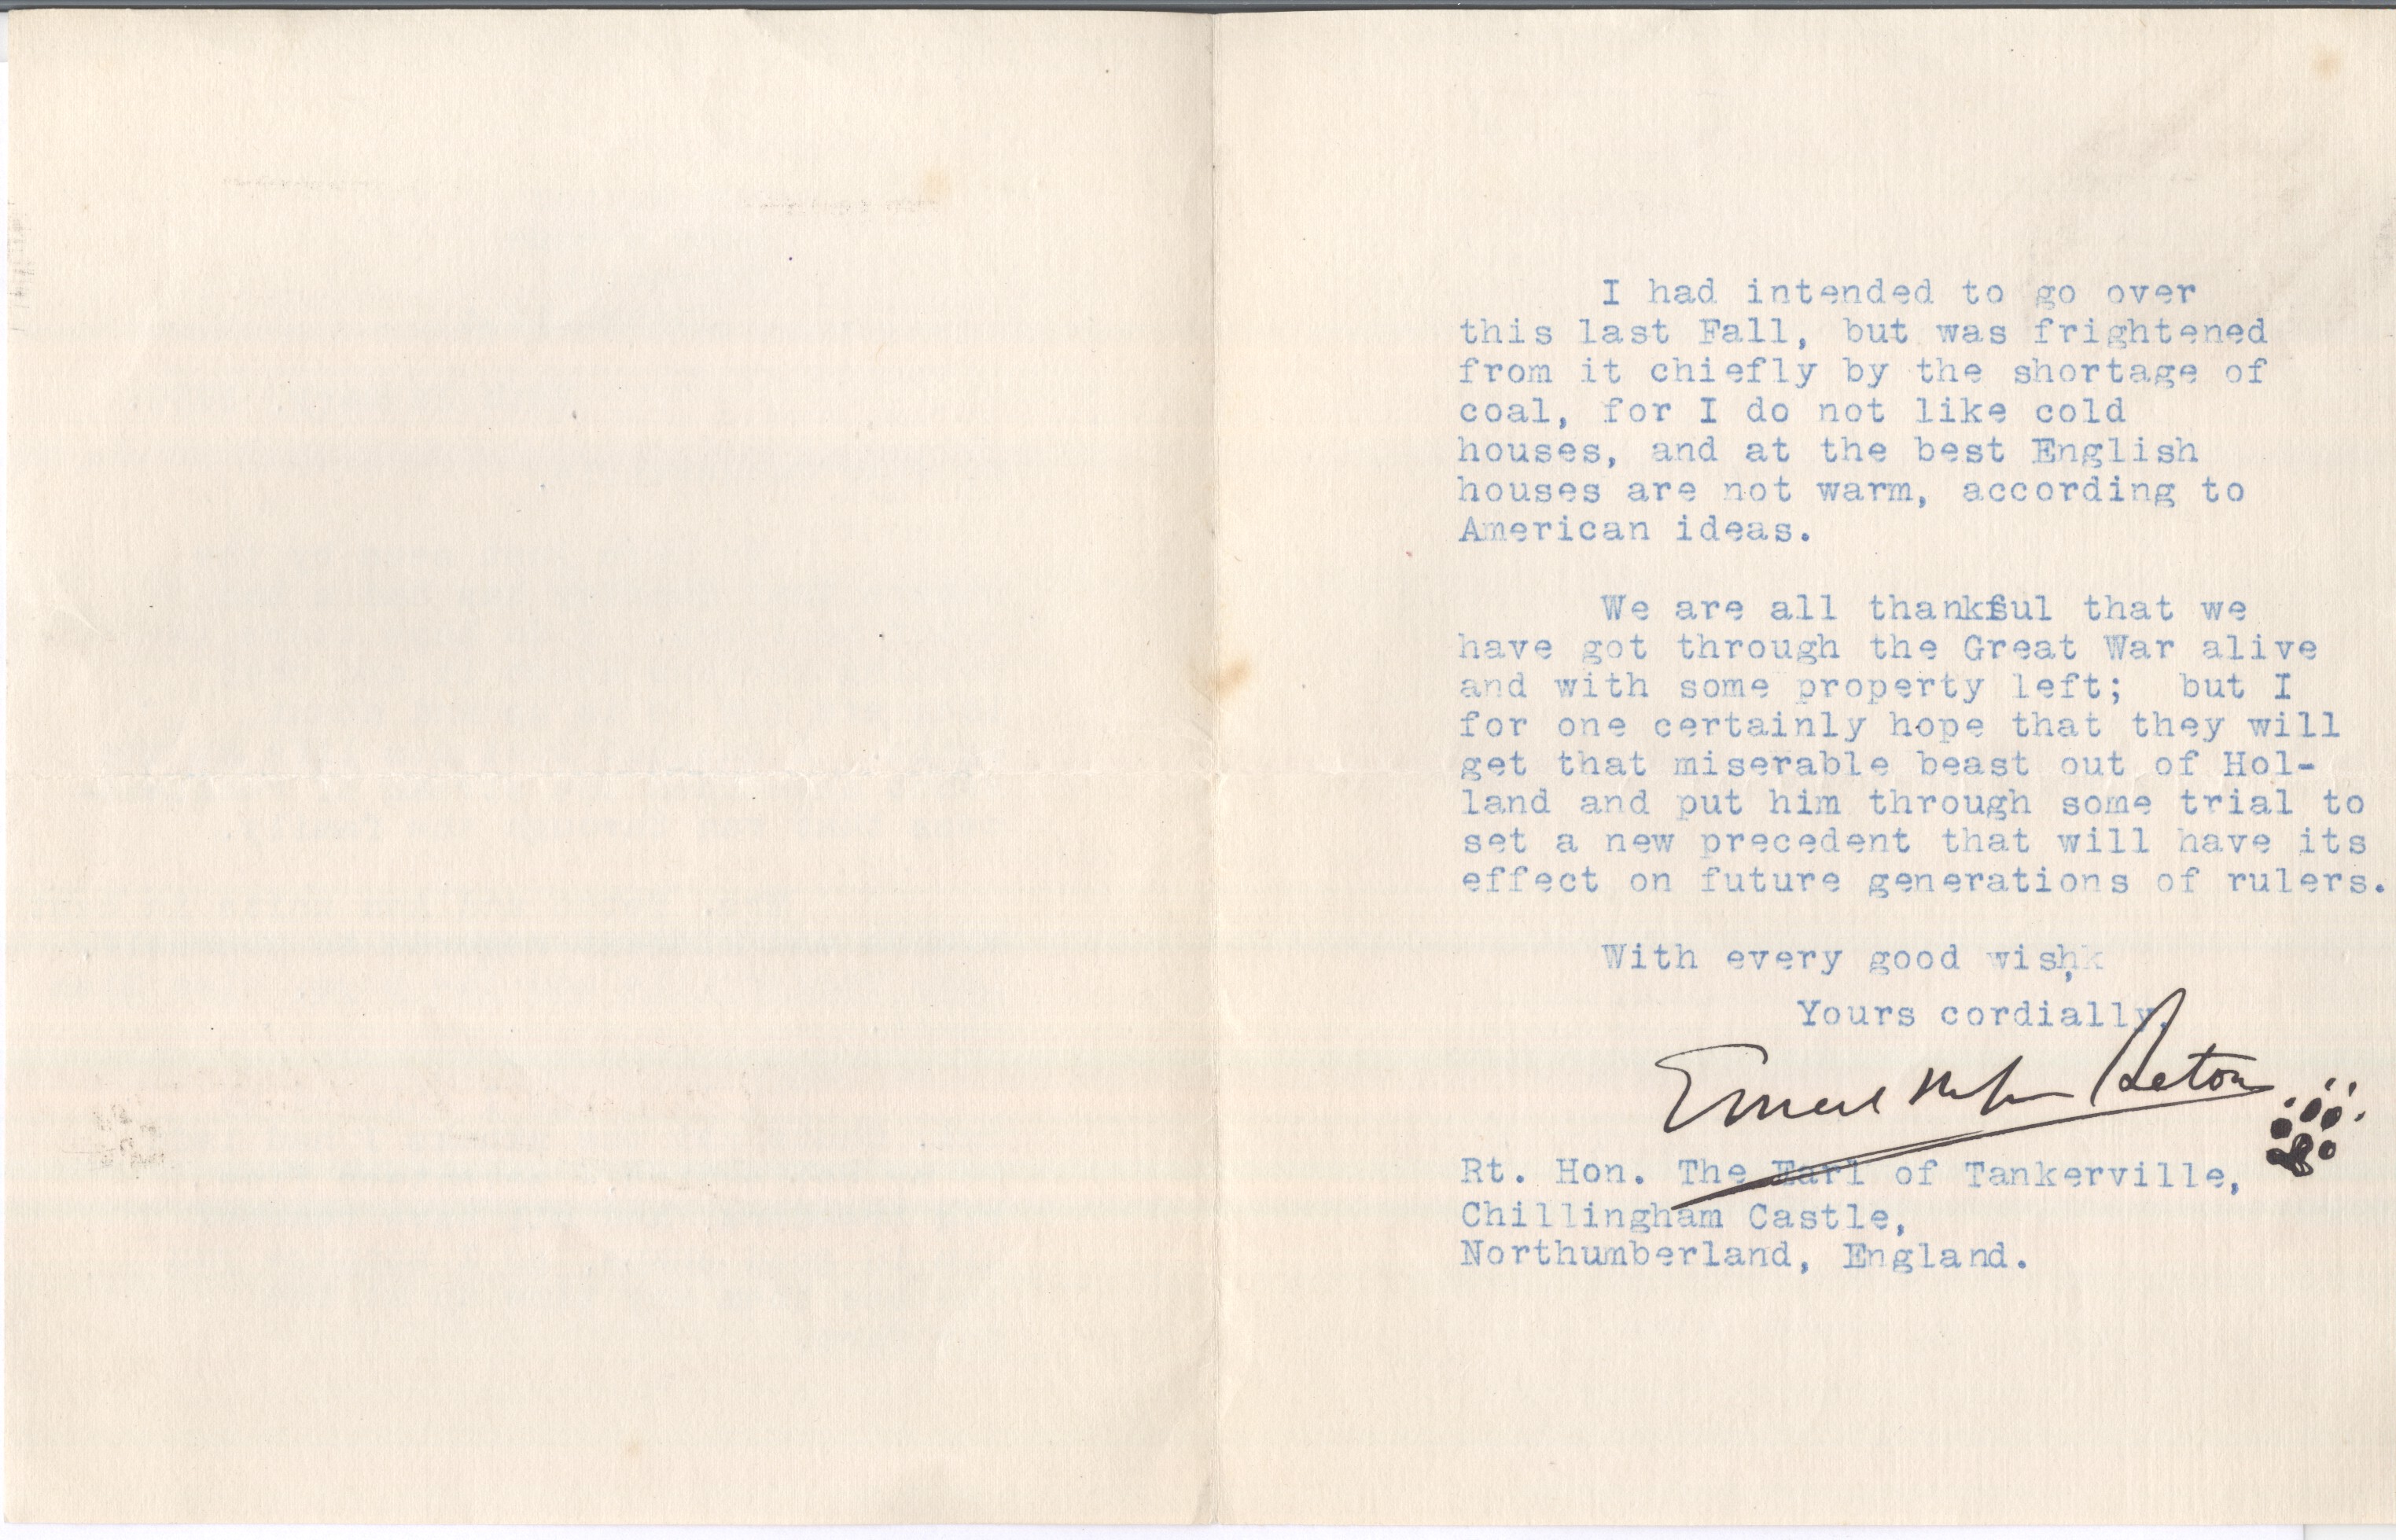 I had intended to go over
this last Fall, but was frightened
from it chiefly by the shortage of
coal, for I do not like cold
houses, and at the best English
houses are not warm, according to
American ideas.
We are all thankful that we
have got through the Great War alive
and with some property left; but I
for one certainly hope that they will
get that miserable beast out of Hol-
land and put him through some trial to
set a new precedent that will have its
effect on future generations of rulers.
With every good wish,
Yours cordially,
Ernest Thompson Seton
Rt. Hon. The Earl of Tankerville,
Chillingham Castle,
Northumberland, England.